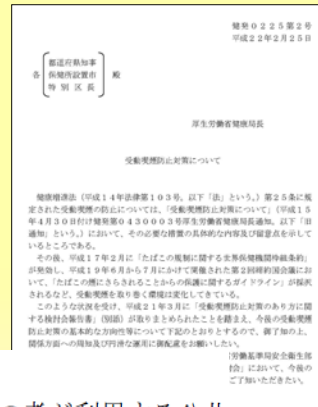 健発0225第2号
平成22年2月25日
都道府県知事
各 保健所設置市 殿
特別区長
厚生労働省健康局長
受動喫煙防止対策について
健康増進法(平成14年法律第103号。以下「法」という。)第25条に規
定された受動喫煙の防止については、「受動喫煙防止対策について」(平成15
年4月30日付け健発第0430003号厚生労働省健康局長通知。以下「旧
通知」という。)において、その必要な措置の具体的な内容及び留意点を示して
いるところである。
その後、平成17年2月に「たばこの規制に関する世界保健機関枠組条約」
が発効し、平成19年6月から7月にかけて開催された第2回締約国会議にお
いて、「たばこの煙にさらされることからの保護に関するガイドライン」が採択
されるなど、受動喫煙を取り巻く環境は変化してきている。
このような状況を受け、平成21年3月に「受動喫煙防止対策のあり方に関
する検討会報告書」(別添)が取りまとめられたことを踏まえ、今後の受動喫煙
防止対策の基本的な方向性等について下記のとおりとするので、御了知の上、
関係方面への周知及び円滑な運用に御配慮をお願いしたい。
労働基準局安全衛生部
会」において、今後の
ご了知いただきたい。
の者が利用する公共